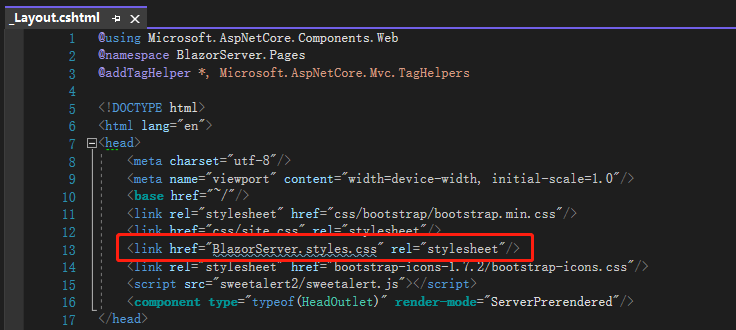 _Layout.cshtml
1 @using Microsoft.AspNetCore.Components.Web
2 @namespace BlazorServer.Pages
3 @addTagHelper *, Microsoft.AspNetCore.Mvc.TagHelpers
4
5 <!DOCTYPE html>
6 <html lang="en">
7 <head>
8 <meta charset="utf-8"/>
9 <meta name="viewport" content="width=device-width, initial-scale=1.0"/>
10 <base href="~/"/>
11 <link rel="stylesheet" href="css/bootstrap/bootstrap.min.css"/>
12 <link href="css/site.css" rel="stylesheet"/>
13 <link href="BlazorServer.styles.css" rel="stylesheet"/>
14 <link rel="stylesheet" href="bootstrap-icons-1.7.2/bootstrap-icons.css"/>
15 <script src="sweetalert2/sweetalert.js"></script>
16 <component type="typeof(HeadOutlet)" render-mode="ServerPrerendered"/>
17 </head>